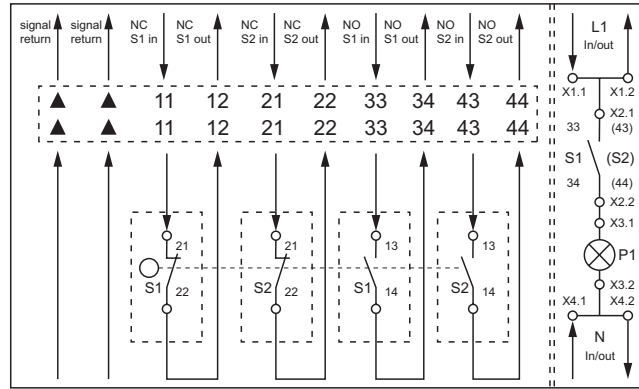 signal return
signal return
NC S1 in
NC S1 out
NC S2 in
NC S2 out
NO S1 in
NO S1 out
NO S2 in
NO S2 out
▲ ▲ 11 12 21 22 33 34 43 44
▲ ▲ 11 12 21 22 33 34 43 44
21
S1
22
21
S2
22
13
S1
14
13
S2
14
L1
In/out
X1.1 X1.2
X2.1
33 (43)
S1 (S2)
34 (44)
X2.2
X3.1
P1
X3.2
X4.1 X4.2
N
In/out